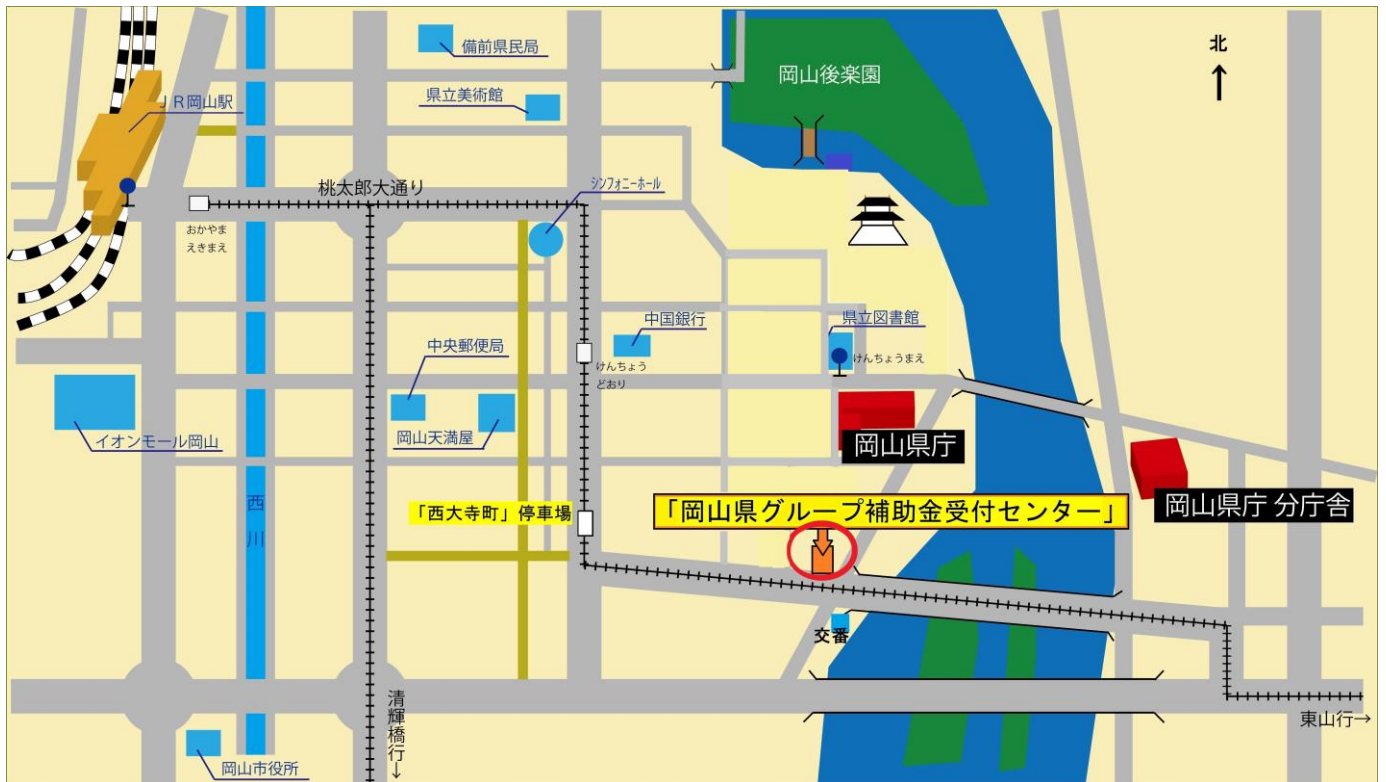 備前県民局
北
岡山後楽園
県立美術館
JR岡山駅
桃太郎大通り
シンフォニーホール
おかやま
えきまえ
県立図書館
中国銀行
中央郵便局
けんちょうまえ
けんちょう
どおり
イオンモール岡山
岡山天満屋
岡山県庁
西川
「西大寺町」停車場
「岡山県グループ補助金受付センター」
岡山県庁 分庁舎
交番
清輝橋行→
東山行→
岡山市役所